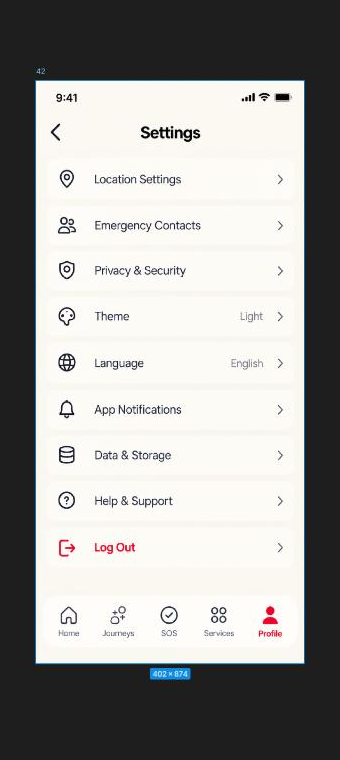 42
9:41
Settings
Location Settings
Emergency Contacts
Privacy & Security
Theme Light
Language English
App Notifications
Data & Storage
Help & Support
Log Out
Home Journeys SOS Services Profile
402 × 874